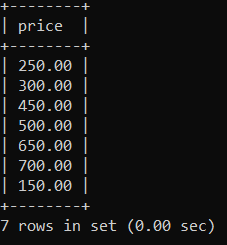 +--------+
| price  |
+--------+
| 250.00 |
| 300.00 |
| 450.00 |
| 500.00 |
| 650.00 |
| 700.00 |
| 150.00 |
+--------+
7 rows in set (0.00 sec)